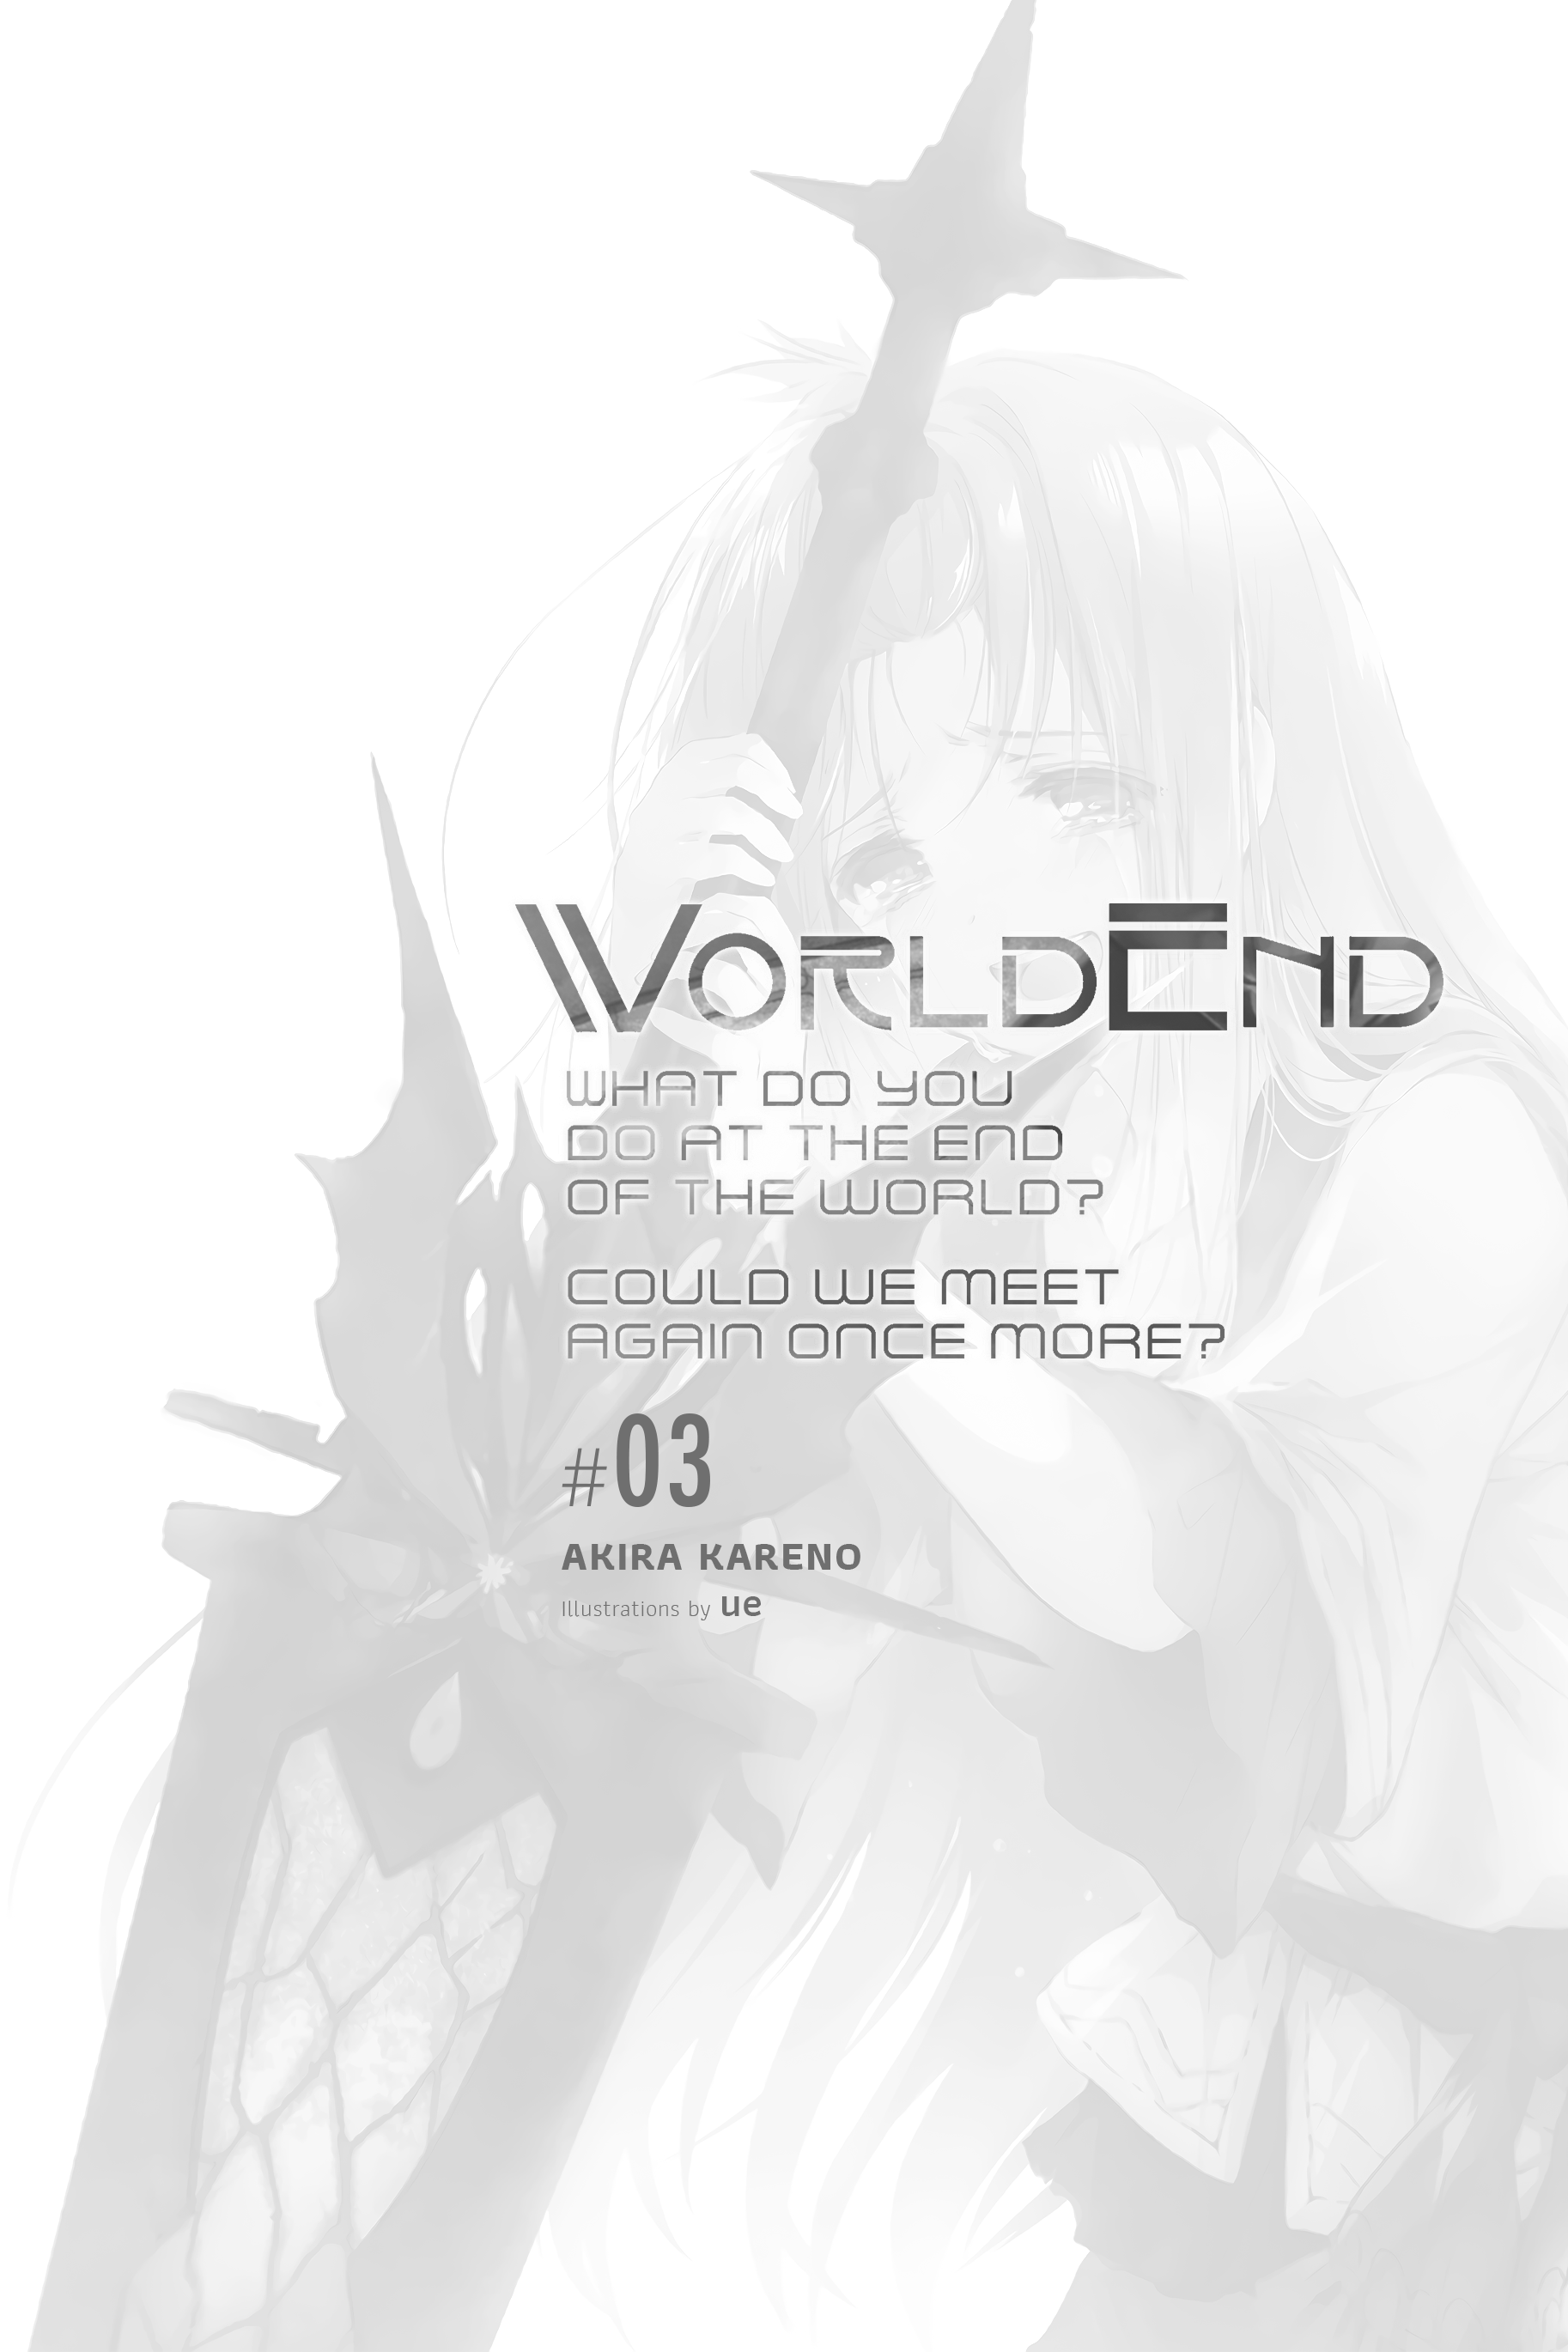 WORLDEND
WHAT DO YOU
DO AT THE END
OF THE WORLD?
COULD WE MEET
AGAIN ONCE MORE?
#03
AKIRA KARENO
Illustrations by ue